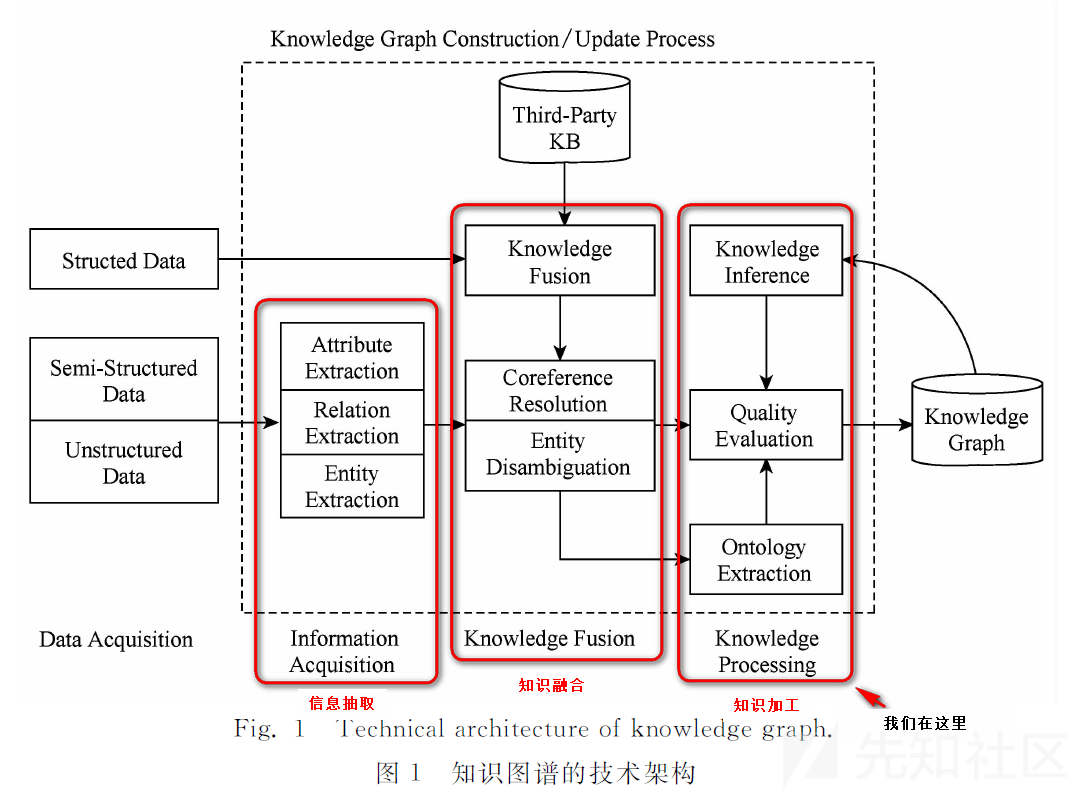 Knowledge Graph Construction/Update Process
Third-Party
KB
Structed Data
Knowledge
Fusion
Knowledge
Inference
Semi-Structured
Data
Unstructured
Data
Attribute
Extraction
Relation
Extraction
Entity
Extraction
Coreference
Resolution
Entity
Disambiguation
Quality
Evaluation
Knowledge
Graph
Ontology
Extraction
Data Acquisition
Information
Acquisition
Knowledge Fusion
Knowledge
Processing
信息抽取
知识融合
知识加工
我们在这里
Fig. 1 Technical architecture of knowledge graph.
图 1 知识图谱的技术架构
先知社区